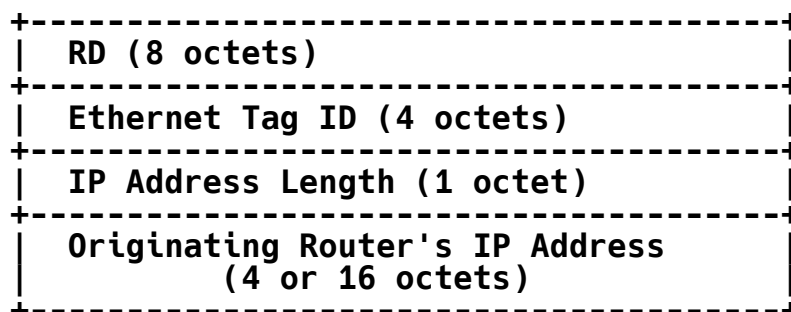 RD (8 octets)
Ethernet Tag ID (4 octets)
IP Address Length (1 octet)
Originating Router's IP Address
(4 or 16 octets)